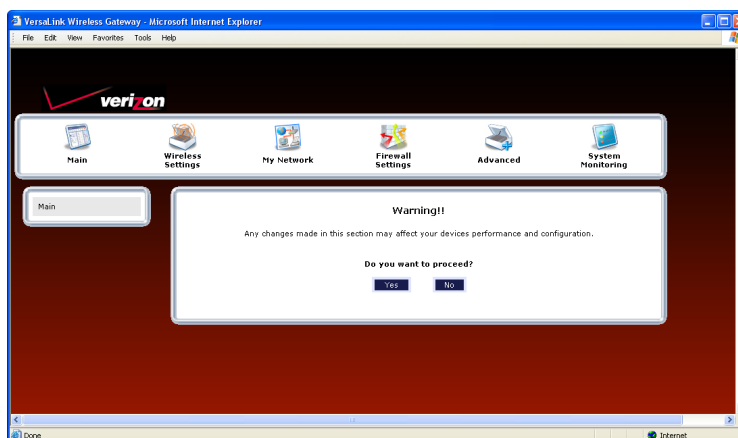 VersaLink Wireless Gateway - Microsoft Internet Explorer
File Edit View Favorites Tools Help
verizon
Main
Wireless Settings
My Network
Firewall Settings
Advanced
System Monitoring
Main
Warning!!
Any changes made in this section may affect your devices performance and configuration.
Do you want to proceed?
Yes No
Done Internet